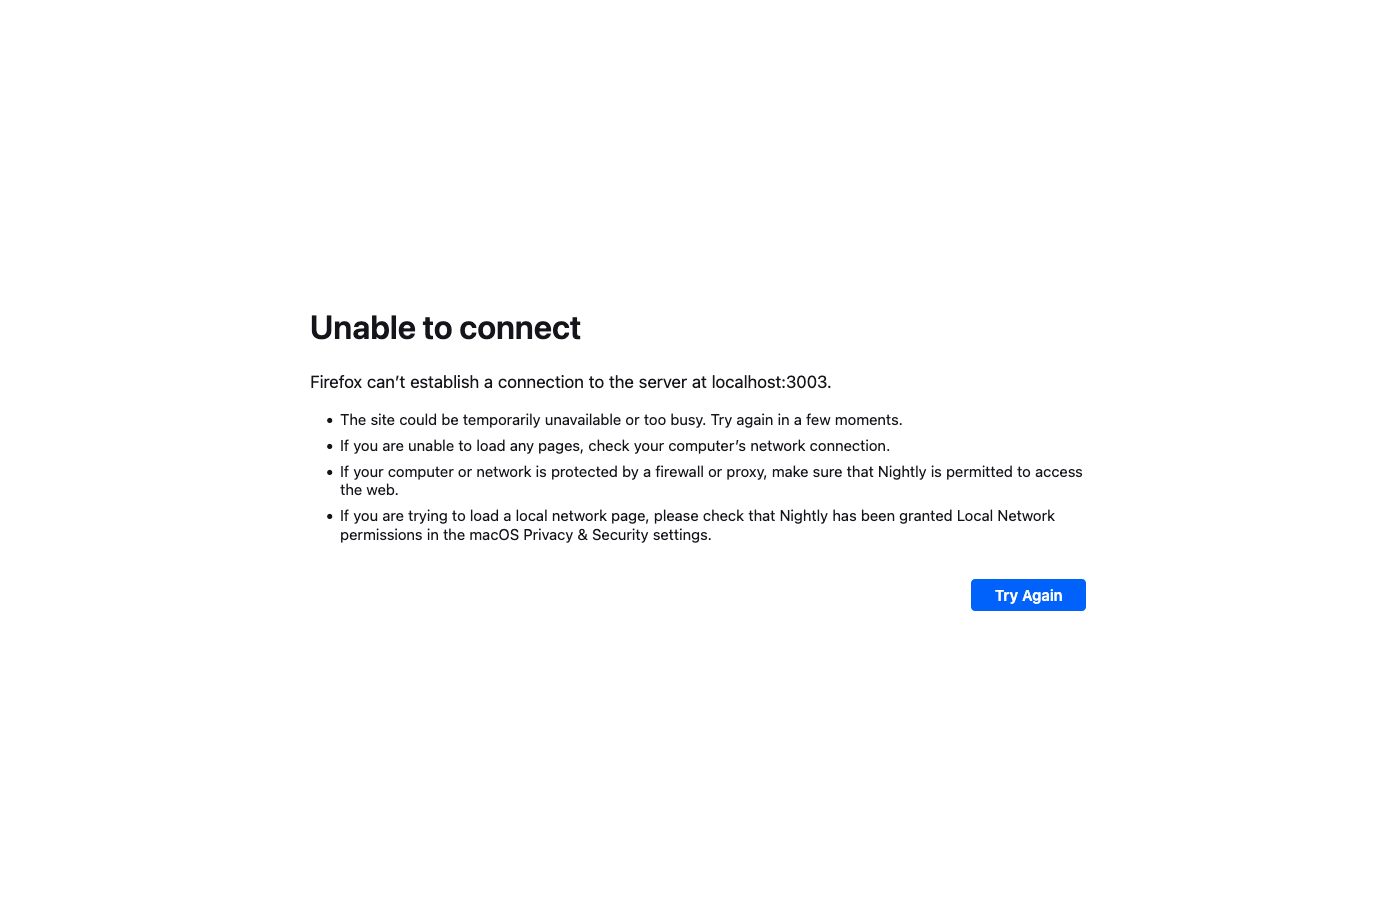 Unable to connect
Firefox can’t establish a connection to the server at localhost:3003.
• The site could be temporarily unavailable or too busy. Try again in a few moments.
• If you are unable to load any pages, check your computer’s network connection.
• If your computer or network is protected by a firewall or proxy, make sure that Nightly is permitted to access
the web.
• If you are trying to load a local network page, please check that Nightly has been granted Local Network
permissions in the macOS Privacy & Security settings.
Try Again